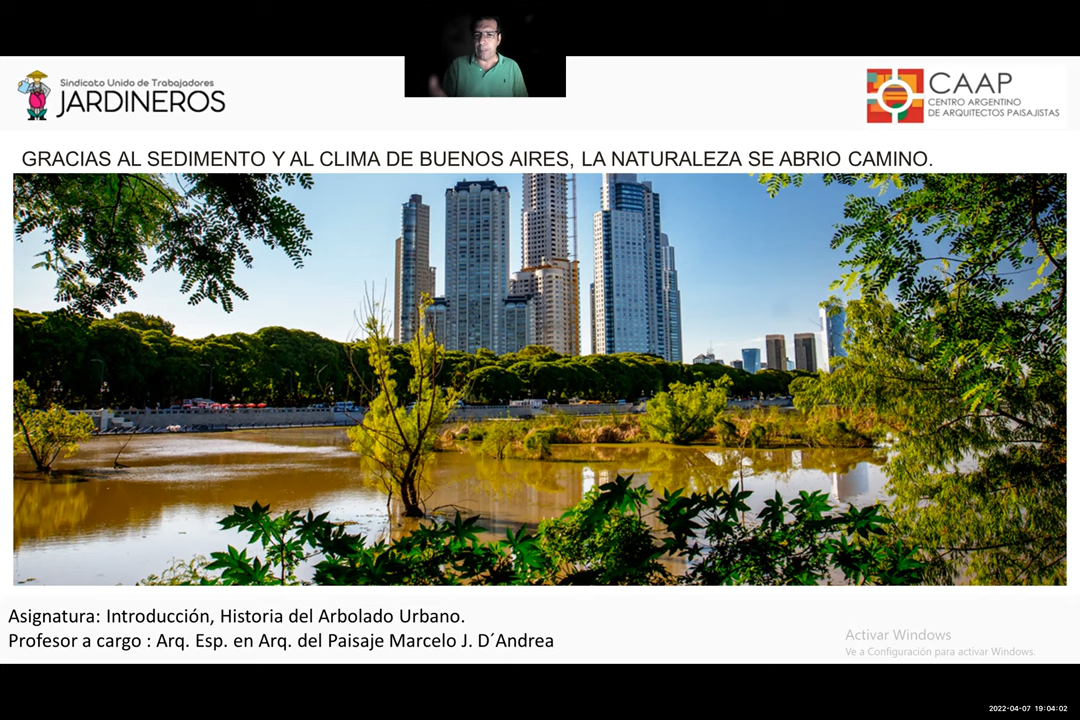 Sindicato Unido de Trabajadores
JARDINEROS
CAAP
CENTRO ARGENTINO
DE ARQUITECTOS PAISAJISTAS
GRACIAS AL SEDIMENTO Y AL CLIMA DE BUENOS AIRES, LA NATURALEZA SE ABRIO CAMINO.
Asignatura: Introducción, Historia del Arbolado Urbano.
Profesor a cargo : Arq. Esp. en Arq. del Paisaje Marcelo J. D´Andrea
Activar Windows
Ve a Configuración para activar Windows.
2022-04-07 19:04:02